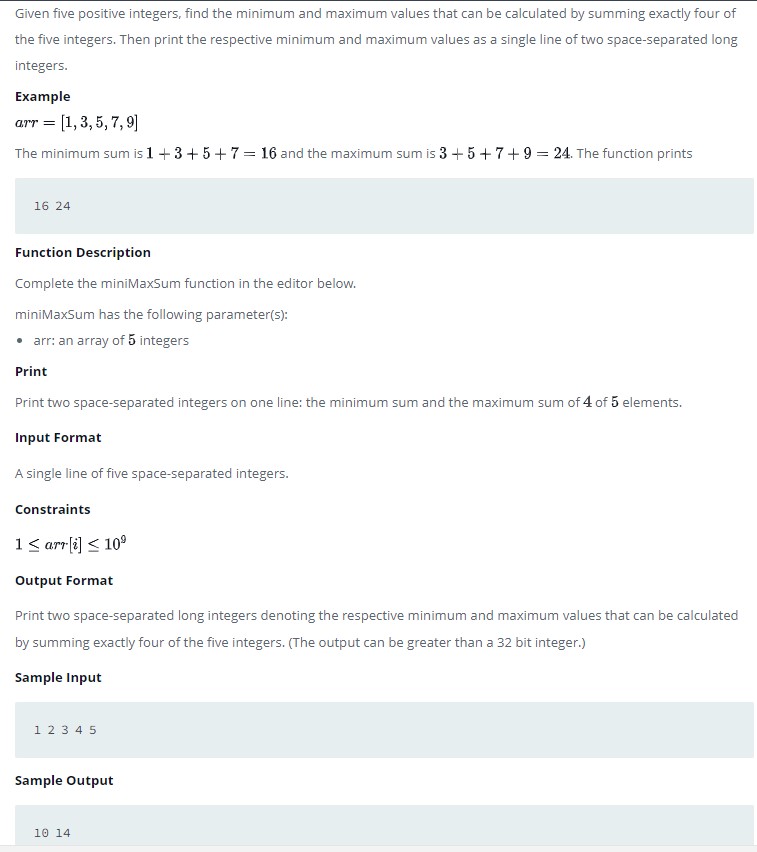 Given five positive integers, find the minimum and maximum values that can be calculated by summing exactly four of
the five integers. Then print the respective minimum and maximum values as a single line of two space-separated long
integers.
Example
arr = [1, 3, 5, 7, 9]
The minimum sum is 1 + 3 + 5 + 7 = 16 and the maximum sum is 3 + 5 + 7 + 9 = 24. The function prints
16 24
Function Description
Complete the miniMaxSum function in the editor below.
miniMaxSum has the following parameter(s):
• arr: an array of 5 integers
Print
Print two space-separated integers on one line: the minimum sum and the maximum sum of 4 of 5 elements.
Input Format
A single line of five space-separated integers.
Constraints
1 ≤ arr[i] ≤ 10⁹
Output Format
Print two space-separated long integers denoting the respective minimum and maximum values that can be calculated
by summing exactly four of the five integers. (The output can be greater than a 32 bit integer.)
Sample Input
1 2 3 4 5
Sample Output
10 14